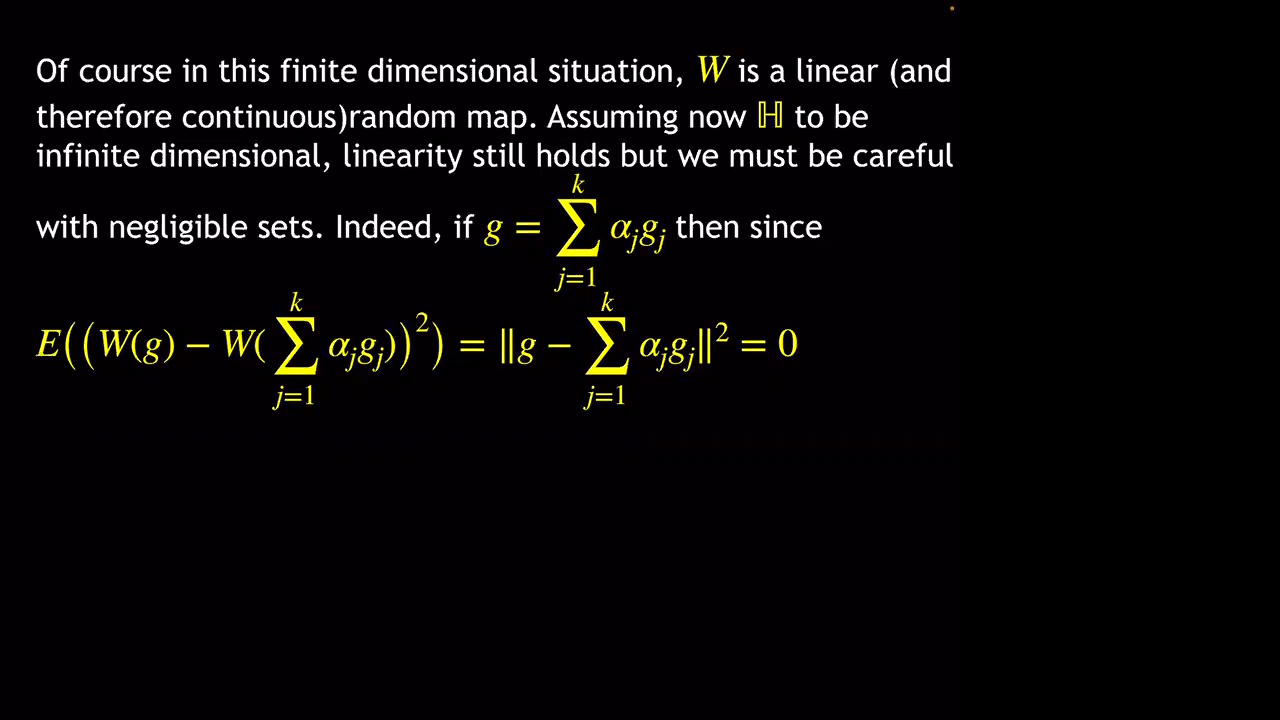 Of course in this finite dimensional situation, W is a linear (and
therefore continuous)random map. Assuming now ℍ to be
infinite dimensional, linearity still holds but we must be careful
with negligible sets. Indeed, if g = ∑_{j=1}^{k} α_j g_j then since
E((W(g) − W(∑_{j=1}^{k} α_j g_j))^2) = ∥g − ∑_{j=1}^{k} α_j g_j∥^2 = 0